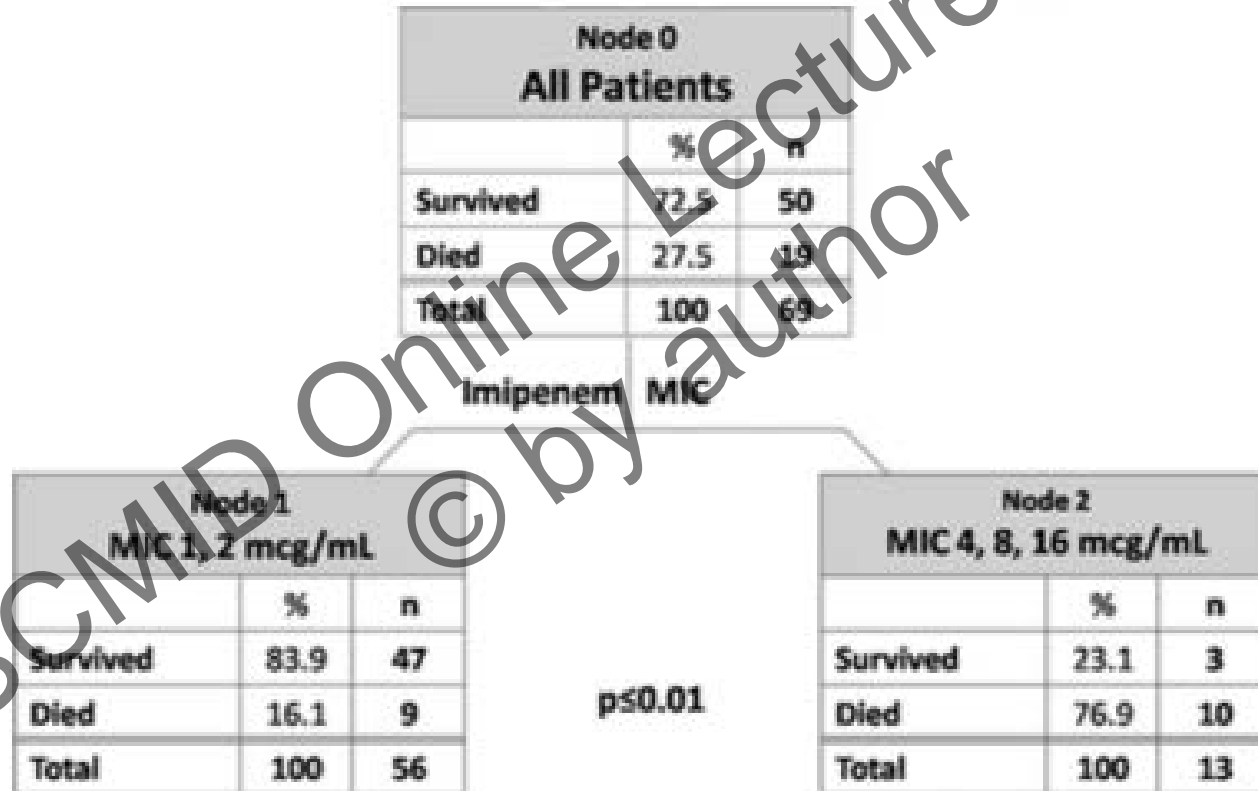 Node 0
All Patients
% n
Survived 72.5 50
Died 27.5 19
Total 100 69
Imipenem MIC
Node 1
MIC 1, 2 mcg/mL
% n
Survived 83.9 47
Died 16.1 9
Total 100 56
p≤0.01
Node 2
MIC 4, 8, 16 mcg/mL
% n
Survived 23.1 3
Died 76.9 10
Total 100 13
Online Lecture
© by author